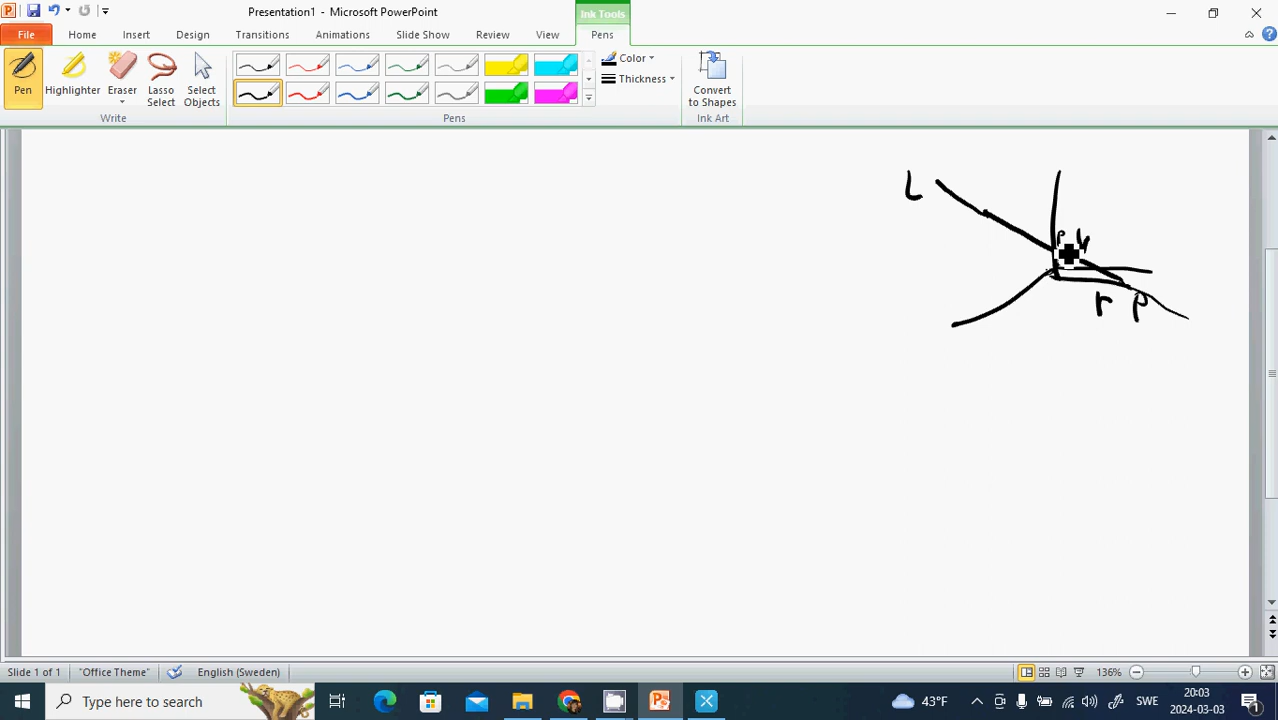 Presentation1 - Microsoft PowerPoint
Ink Tools
File Home Insert Design Transitions Animations Slide Show Review View Pens
Pen Highlighter Eraser Lasso Select Select Objects
Color
Thickness
Convert to Shapes
Write Pens Ink Art
L
P
r P
Slide 1 of 1 "Office Theme" English (Sweden) 136%
Type here to search
43°F SWE 20:03
2024-03-03